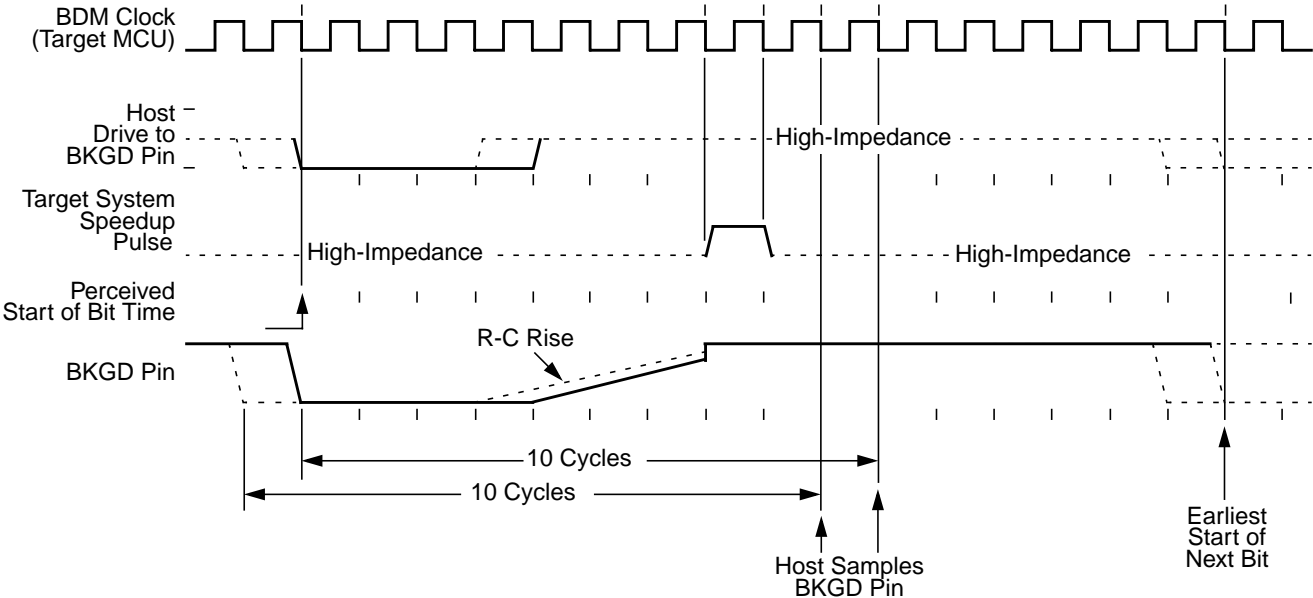 BDM Clock
(Target MCU)
Host
Drive to
BKGD Pin
High-Impedance
Target System
Speedup
Pulse
High-Impedance
High-Impedance
Perceived
Start of Bit Time
R-C Rise
BKGD Pin
10 Cycles
10 Cycles
Earliest
Start of
Next Bit
Host Samples
BKGD Pin